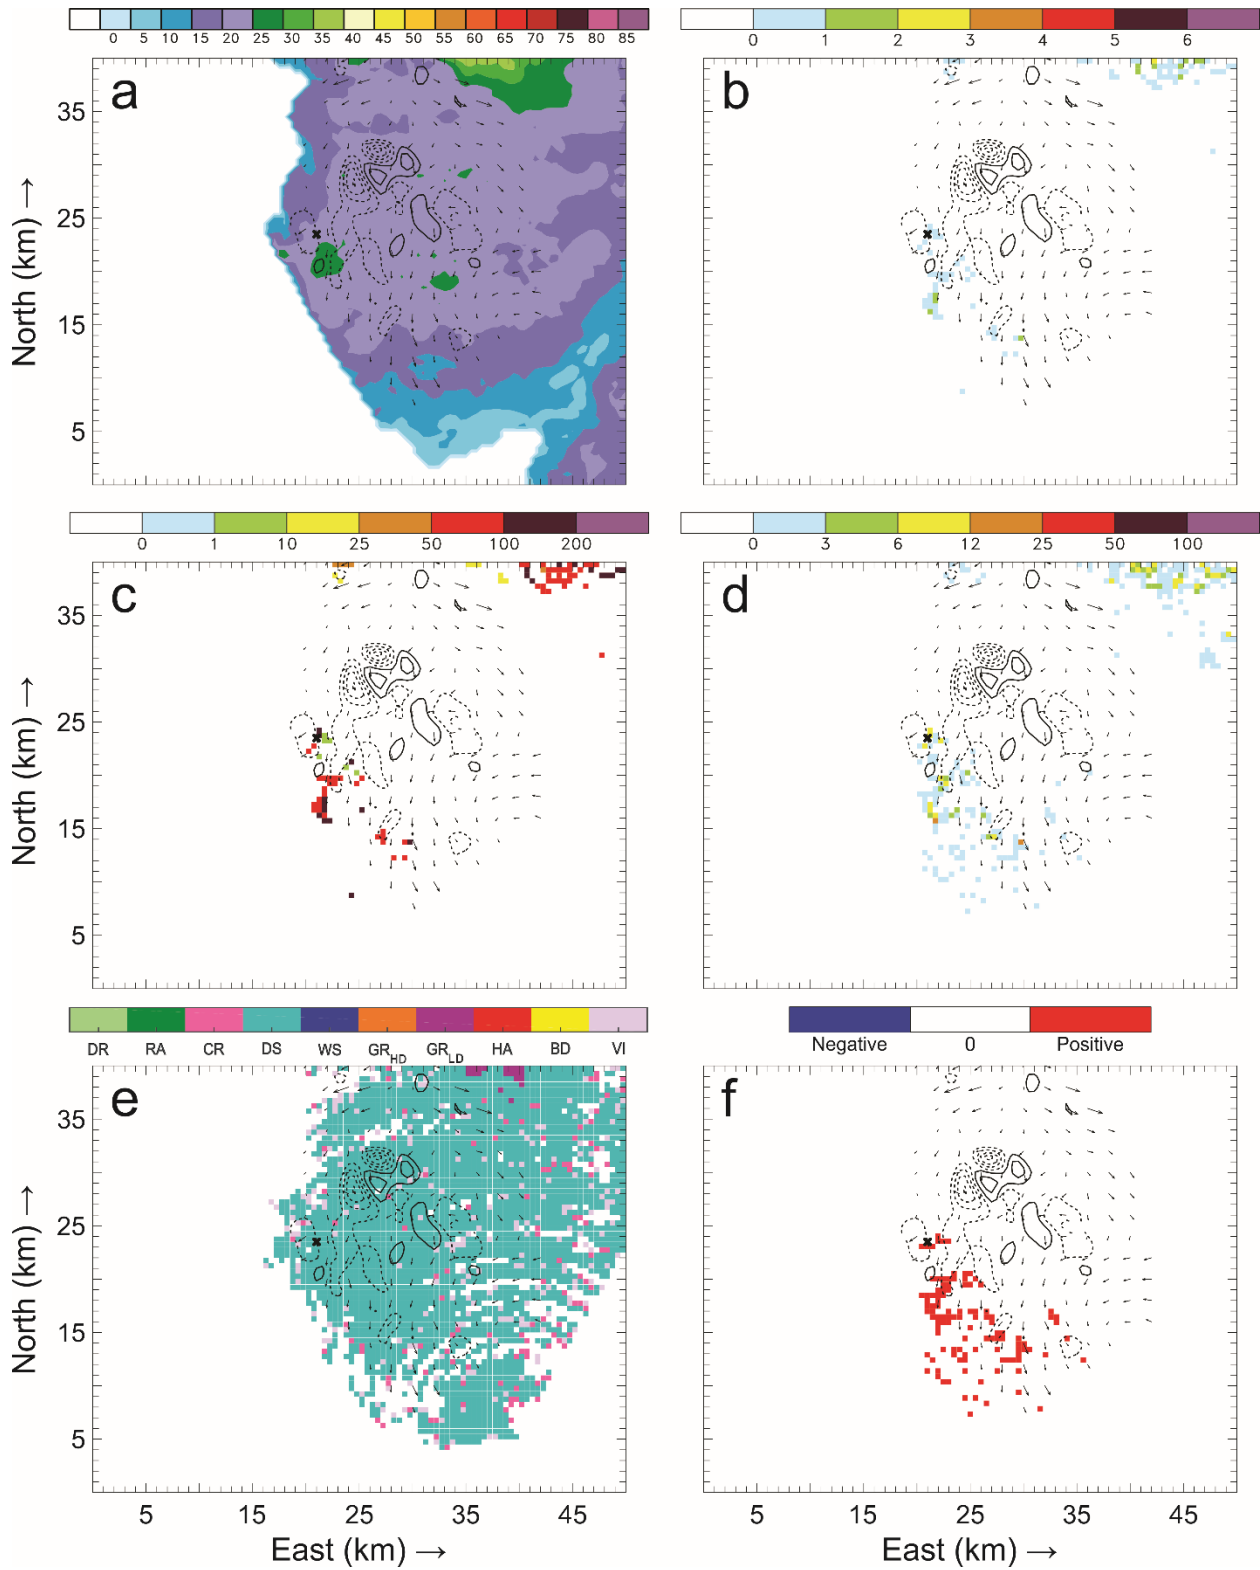 0 5 10 15 20 25 30 35 40 45 50 55 60 65 70 75 80 85
0 1 2 3 4 5 6
a
b
35
25
15
5
North (km) →
0 1 10 25 50 100 200
0 3 6 12 25 50 100
c
d
35
25
15
5
North (km) →
DR RA CR DS WS GR HD GR LD HA BD VI
Negative 0 Positive
e
f
35
25
15
5
North (km) →
5 15 25 35 45
5 15 25 35 45
East (km) →
East (km) →